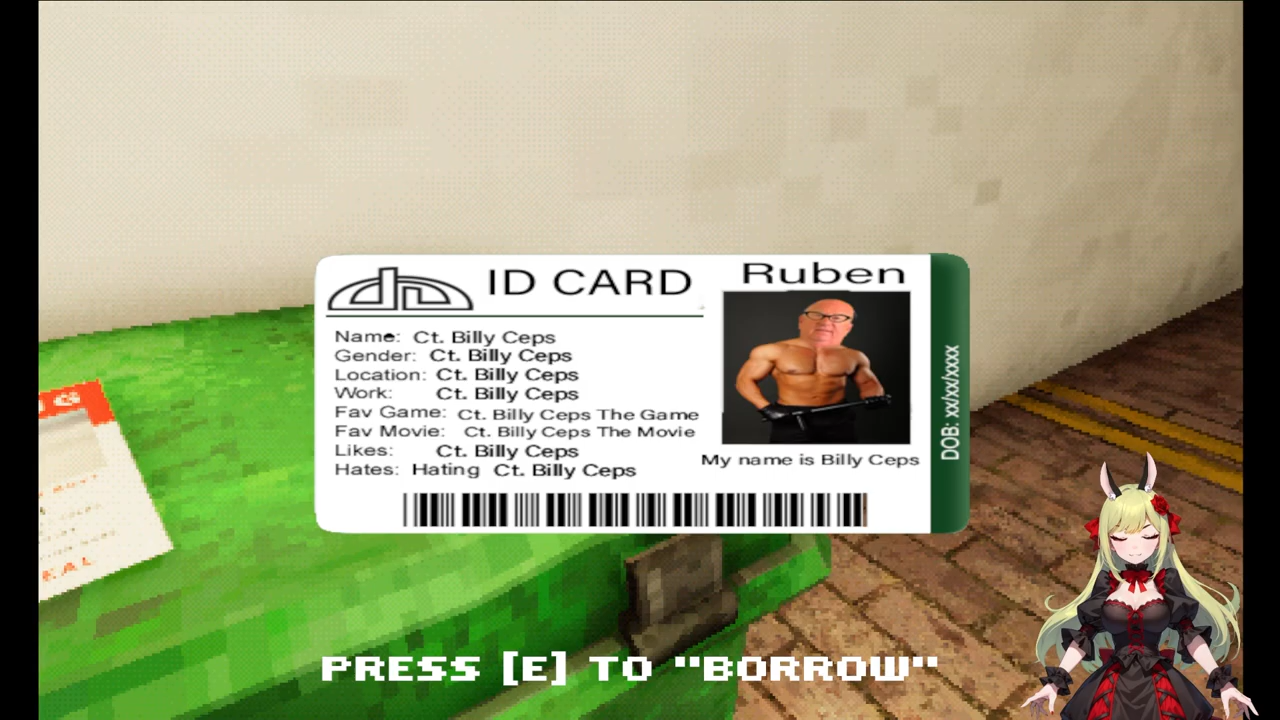 ID CARD
Ruben
Name: Ct. Billy Ceps
Gender: Ct. Billy Ceps
Location: Ct. Billy Ceps
Work: Ct. Billy Ceps
Fav Game: Ct. Billy Ceps The Game
Fav Movie: Ct. Billy Ceps The Movie
Likes: Ct. Billy Ceps
Hates: Hating Ct. Billy Ceps
My name is Billy Ceps
DOB: xx/xx/xxxx
PRESS [E] TO "BORROW"